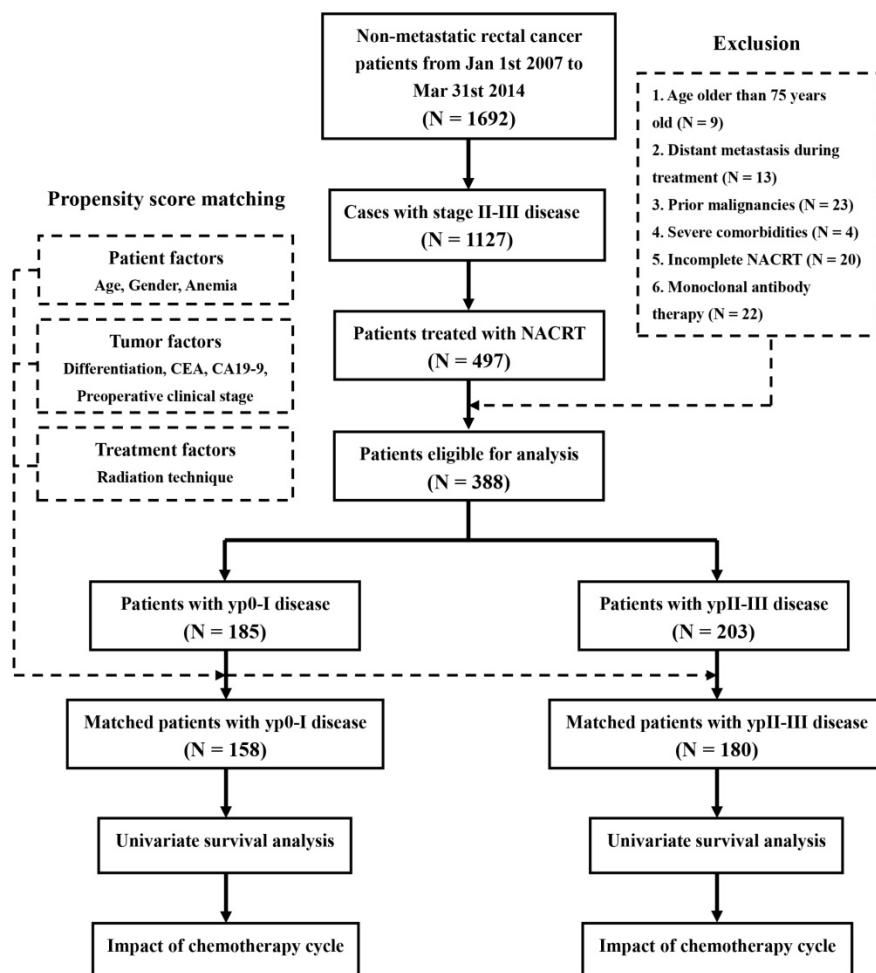 Non-metastatic rectal cancer
patients from Jan 1st 2007 to
Mar 31st 2014
(N = 1692)
Exclusion
1. Age older than 75 years
old (N = 9)
2. Distant metastasis during
treatment (N = 13)
3. Prior malignancies (N = 23)
4. Severe comorbidities (N = 4)
5. Incomplete NACRT (N = 20)
6. Monoclonal antibody
therapy (N = 22)
Cases with stage II-III disease
(N = 1127)
Propensity score matching
Patient factors
Age, Gender, Anemia
Tumor factors
Differentiation, CEA, CA19-9,
Preoperative clinical stage
Treatment factors
Radiation technique
Patients treated with NACRT
(N = 497)
Patients eligible for analysis
(N = 388)
Patients with yp0-I disease
(N = 185)
Patients with ypII-III disease
(N = 203)
Matched patients with yp0-I disease
(N = 158)
Matched patients with ypII-III disease
(N = 180)
Univariate survival analysis
Univariate survival analysis
Impact of chemotherapy cycle
Impact of chemotherapy cycle